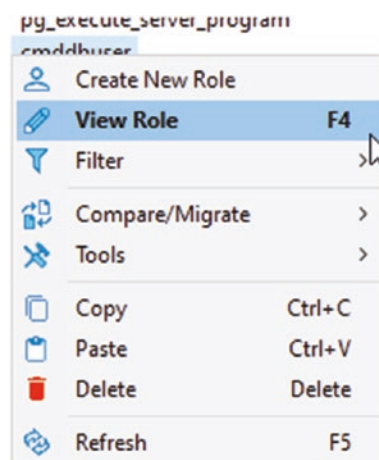 pg_execute_server_program
cmddbuser
Create New Role
View Role F4
Filter
Compare/Migrate
Tools
Copy Ctrl+C
Paste Ctrl+V
Delete Delete
Refresh F5